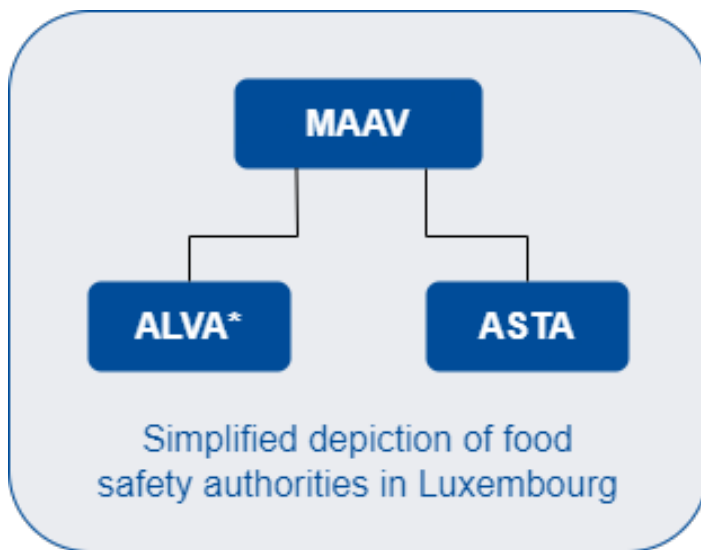 MAAV
ALVA* ASTA
Simplified depiction of food
safety authorities in Luxembourg